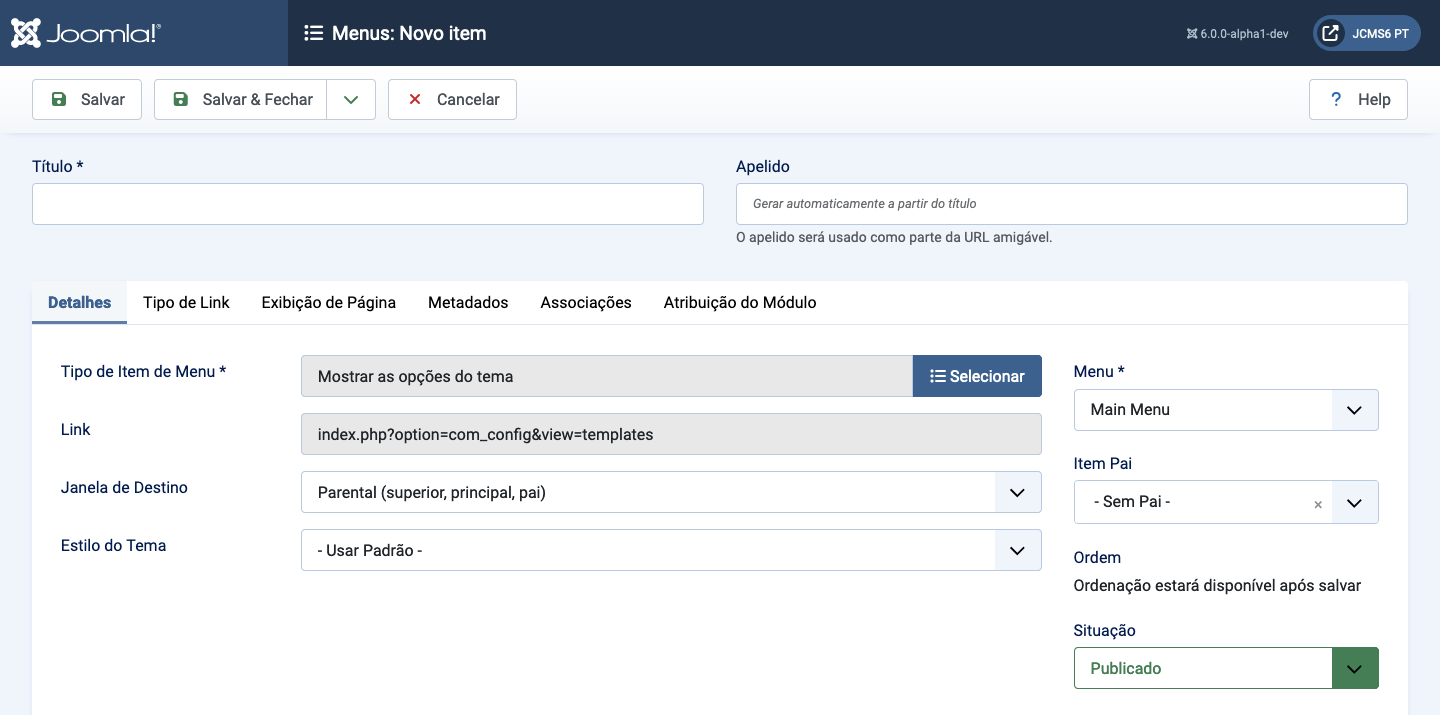 Joomla!®
Menus: Novo item
6.0.0-alpha1-dev
JCMS6 PT
Salvar
Salvar & Fechar
Cancelar
? Help
Título *
Apelido
Gerar automaticamente a partir do título
O apelido será usado como parte da URL amigável.
Detalhes Tipo de Link Exibição de Página Metadados Associações Atribuição do Módulo
Tipo de Item de Menu *
Mostrar as opções do tema
Selecionar
Link
index.php?option=com_config&view=templates
Janela de Destino
Parental (superior, principal, pai)
Estilo do Tema
- Usar Padrão -
Menu *
Main Menu
Item Pai
- Sem Pai - ×
Ordem
Ordenação estará disponível após salvar
Situação
Publicado